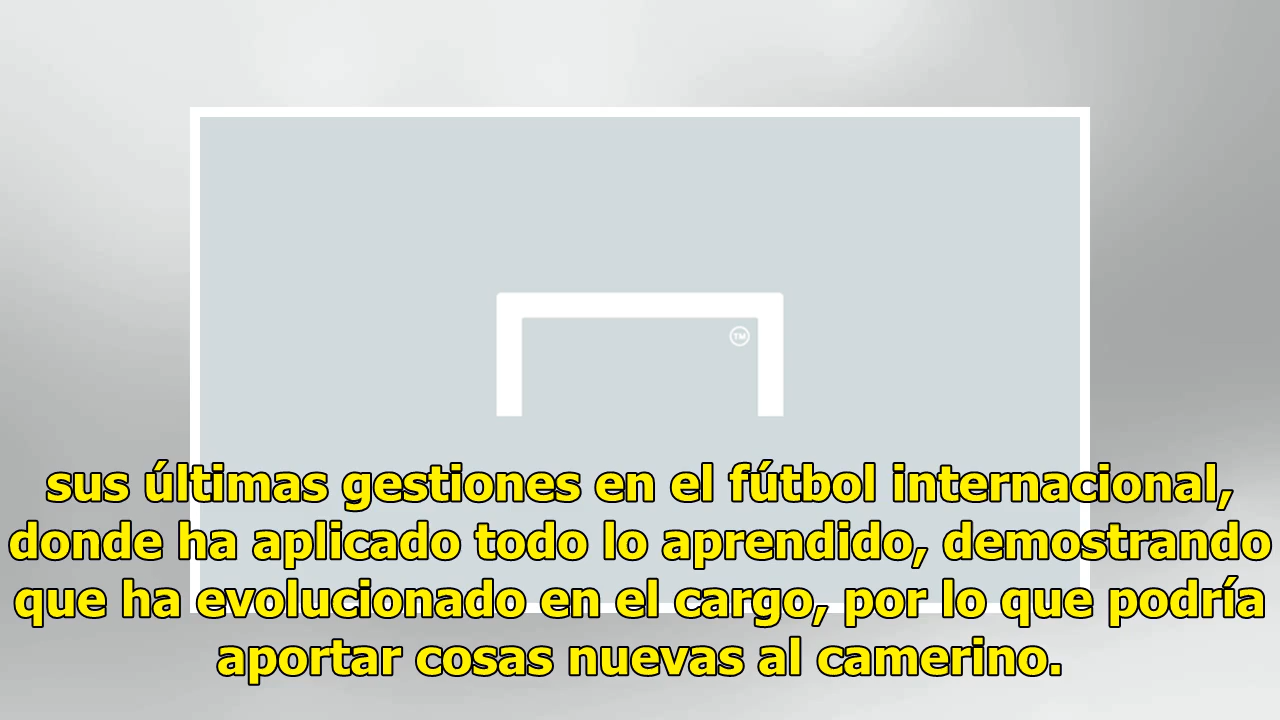 TM
sus últimas gestiones en el fútbol internacional,
donde ha aplicado todo lo aprendido, demostrando
que ha evolucionado en el cargo, por lo que podría
aportar cosas nuevas al camerino.